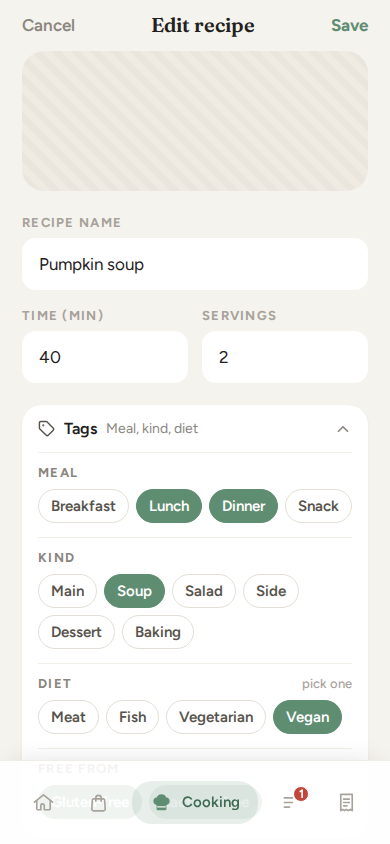 Cancel Edit recipe Save
RECIPE NAME
Pumpkin soup
TIME (MIN) SERVINGS
40 2
Tags Meal, kind, diet
MEAL
Breakfast Lunch Dinner Snack
KIND
Main Soup Salad Side
Dessert Baking
DIET pick one
Meat Fish Vegetarian Vegan
FREE FROM
Cooking 1